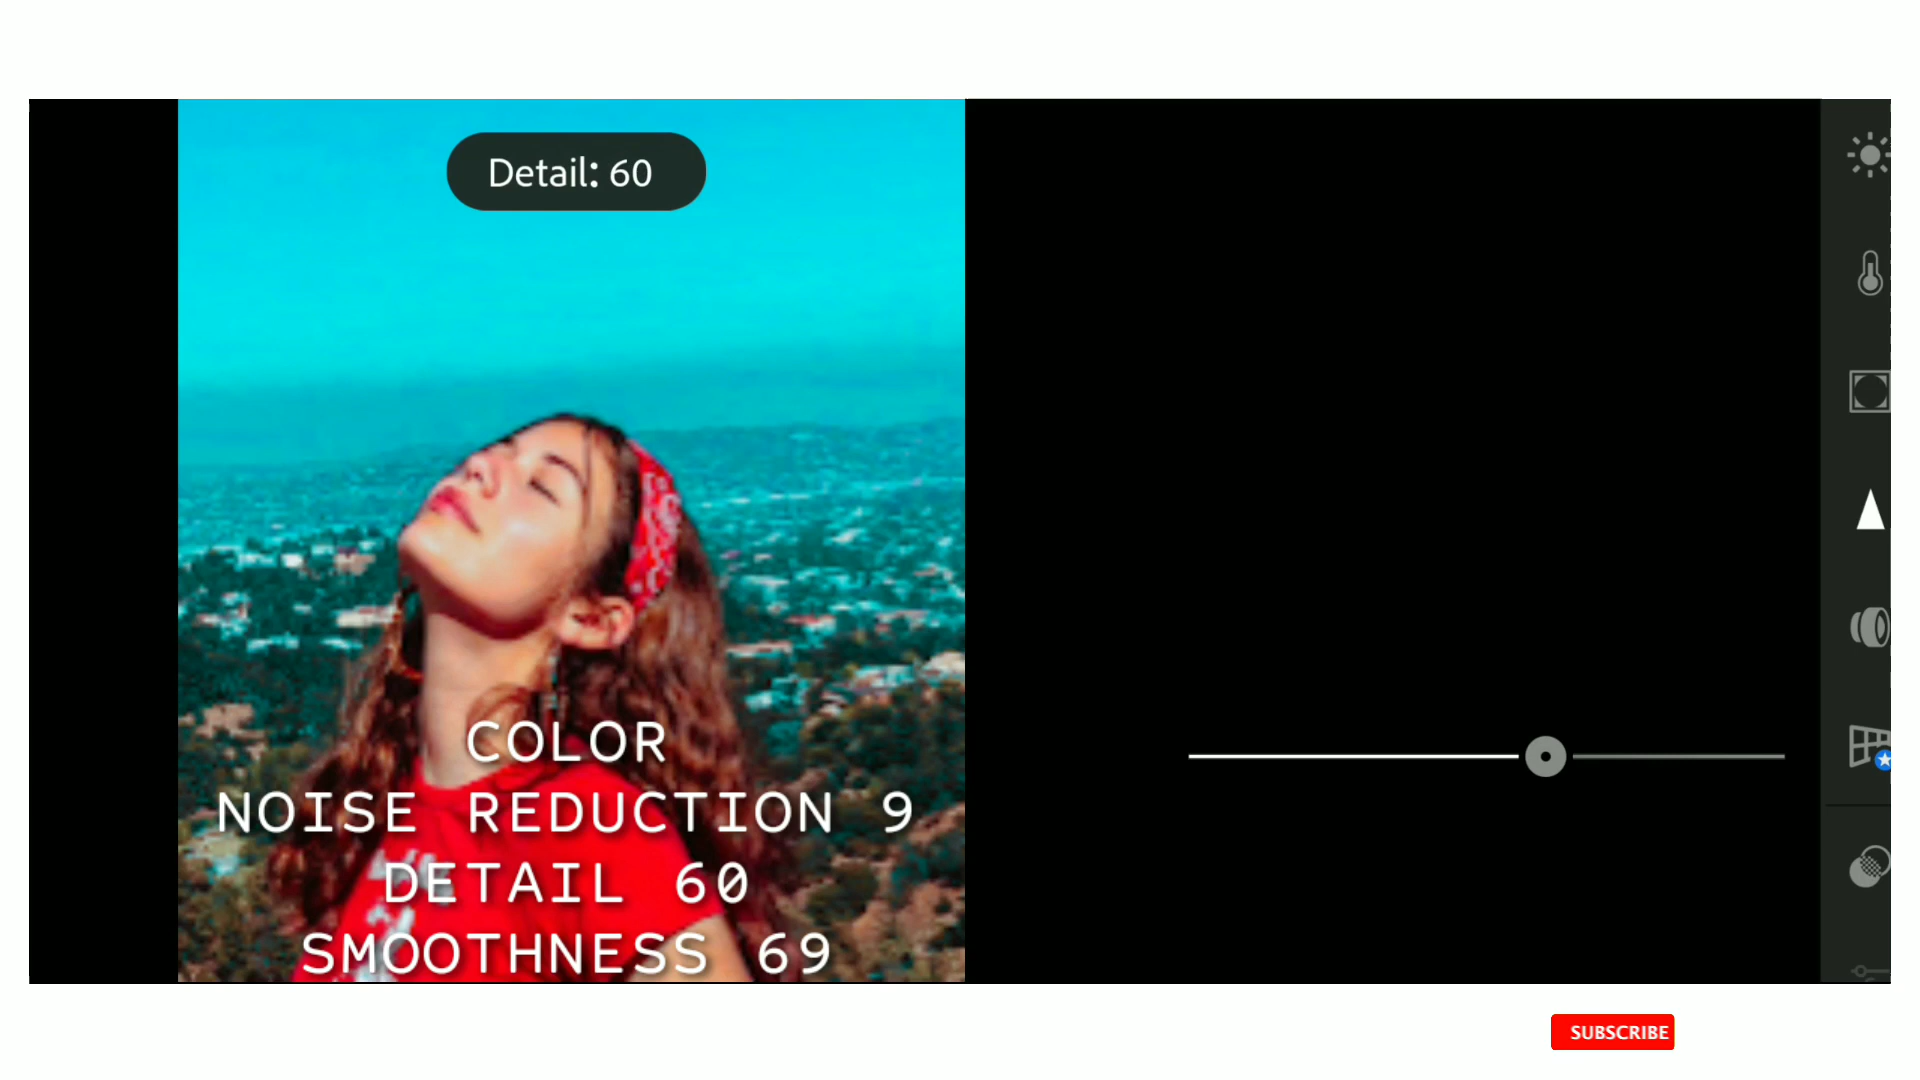 Detail: 60
COLOR
NOISE REDUCTION 9
DETAIL 60
SMOOTHNESS 69
SUBSCRIBE